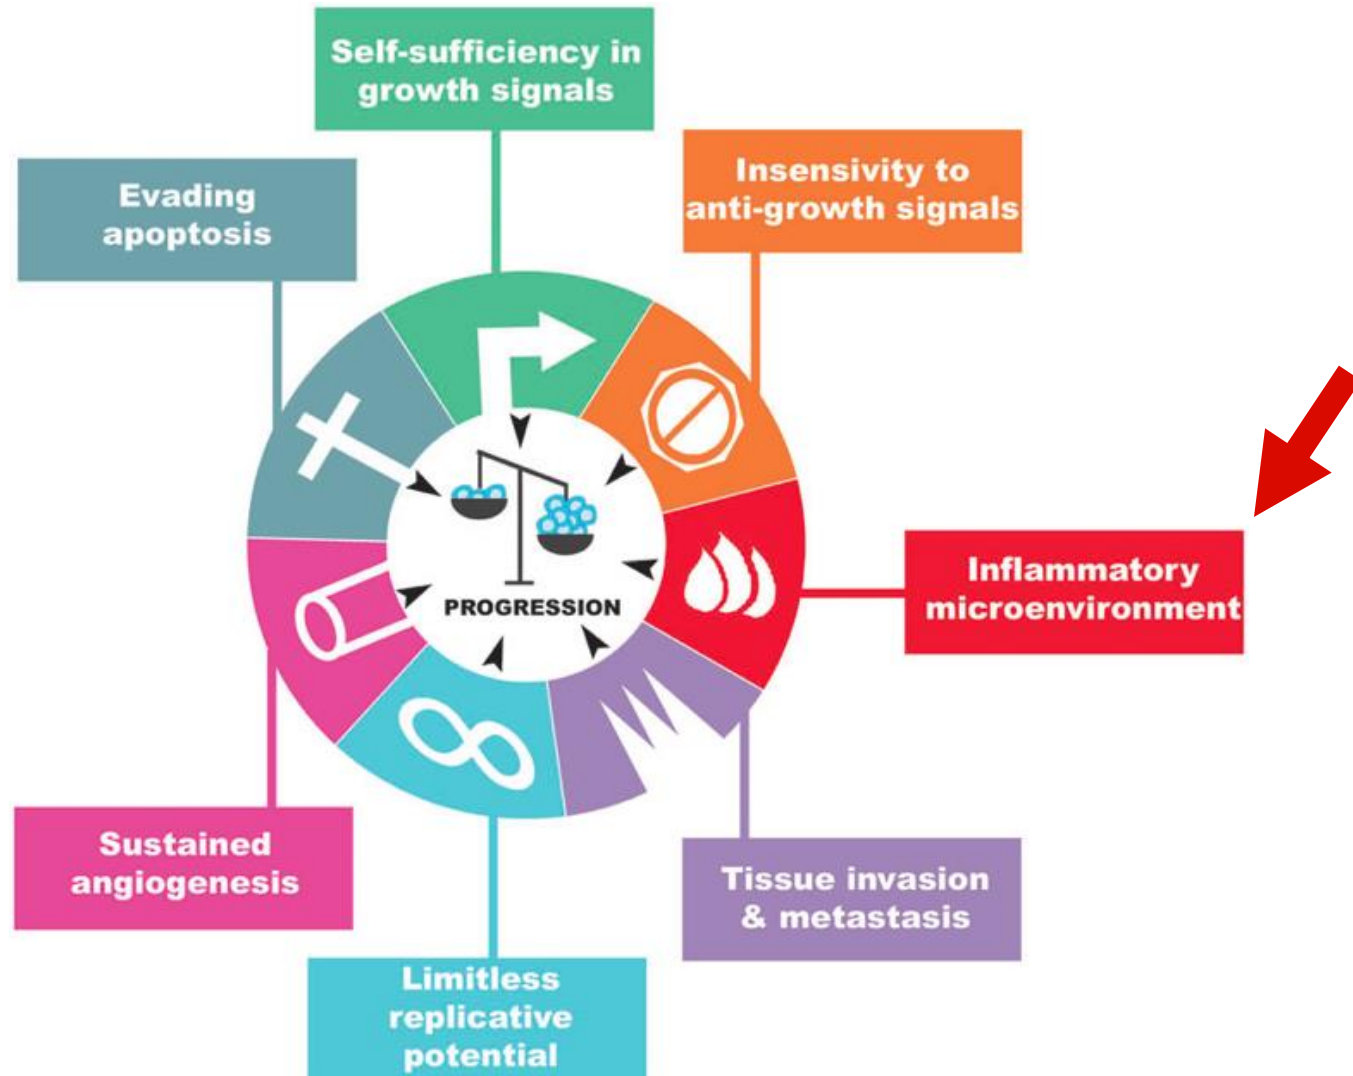 Self-sufficiency in
growth signals
Insensivity to
anti-growth signals
Evading
apoptosis
Inflammatory
microenvironment
PROGRESSION
Sustained
angiogenesis
Tissue invasion
& metastasis
Limitless
replicative
potential